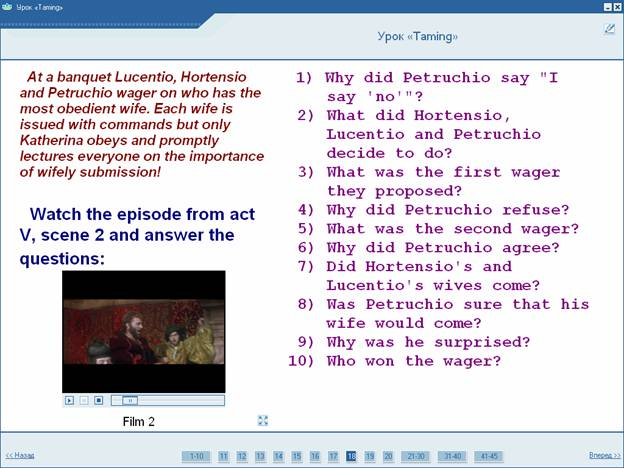 Урок «Taming»
Урок «Taming»
At a banquet Lucentio, Hortensio
and Petruchio wager on who has the
most obedient wife. Each wife is
issued with commands but only
Katherina obeys and promptly
lectures everyone on the importance
of wifely submission!
Watch the episode from act
V, scene 2 and answer the
questions:
Film 2
1) Why did Petruchio say "I
say 'no'"?
2) What did Hortensio,
Lucentio and Petruchio
decide to do?
3) What was the first wager
they proposed?
4) Why did Petruchio refuse?
5) What was the second wager?
6) Why did Petruchio agree?
7) Did Hortensio's and
Lucentio's wives come?
8) Was Petruchio sure that his
wife would come?
9) Why was he surprised?
10) Who won the wager?
<< Назад 1-10 11 12 13 14 15 16 17 18 19 20 21-30 31-40 41-45 Вперед >>